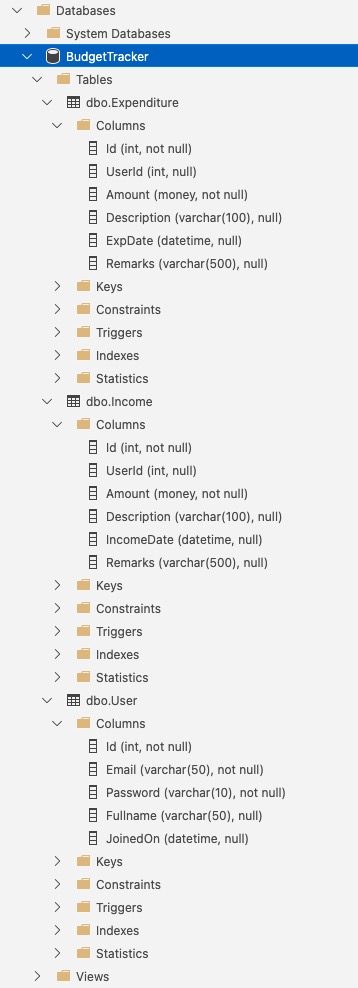 Databases
System Databases
BudgetTracker
Tables
dbo.Expenditure
Columns
Id (int, not null)
UserId (int, null)
Amount (money, not null)
Description (varchar(100), null)
ExpDate (datetime, null)
Remarks (varchar(500), null)
Keys
Constraints
Triggers
Indexes
Statistics
dbo.Income
Columns
Id (int, not null)
UserId (int, null)
Amount (money, not null)
Description (varchar(100), null)
IncomeDate (datetime, null)
Remarks (varchar(500), null)
Keys
Constraints
Triggers
Indexes
Statistics
dbo.User
Columns
Id (int, not null)
Email (varchar(50), not null)
Password (varchar(10), not null)
Fullname (varchar(50), null)
JoinedOn (datetime, null)
Keys
Constraints
Triggers
Indexes
Statistics
Views